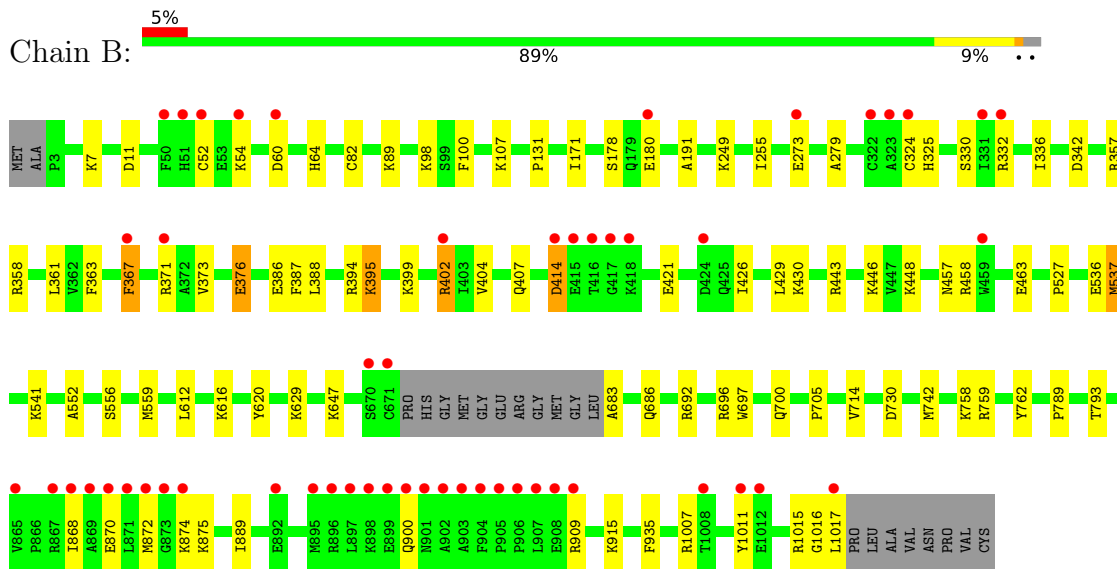 5%
Chain B:
89%
9%
• •
MET ALA P3 K7 D11 F50 H51 C52 E53 K54 D60 H64 C82 K89 K98 S99 F100 K107 P131 I171 S178 Q179 E180 A191 K249 I255 E273 A279 C322 A323 C324 H325 S330 I331 R332 I336 D342 R357
R358 L361 V362 F363 F367 R371 A372 V373 E376 E386 F387 L388 R394 K395 K399 R402 I403 V404 Q407 D414 E415 T416 G417 K418 E421 D424 Q425 I426 L429 K430 R443 K446 V447 K448 N457 R458 W459 E463 P527 E536 M537
K541 A552 S556 M559 L612 K616 Y620 K629 K647 S670 C671 PRO HIS GLY MET GLY GLU ARG GLY MET GLY LEU A683 Q686 R692 R696 W697 Q700 P705 V714 D730 M742 K758 R759 Y762 P789 T793
V865 P866 R867 I868 A869 E870 L871 M872 G873 K874 K875 I889 E892 M895 R896 L897 K898 E899 Q900 N901 A902 A903 F904 P905 P906 L907 E908 R909 K915 F935 R1007 T1008 Y1011 E1012 R1015 G1016 L1017 PRO LEU ALA VAL ASN PRO VAL CYS